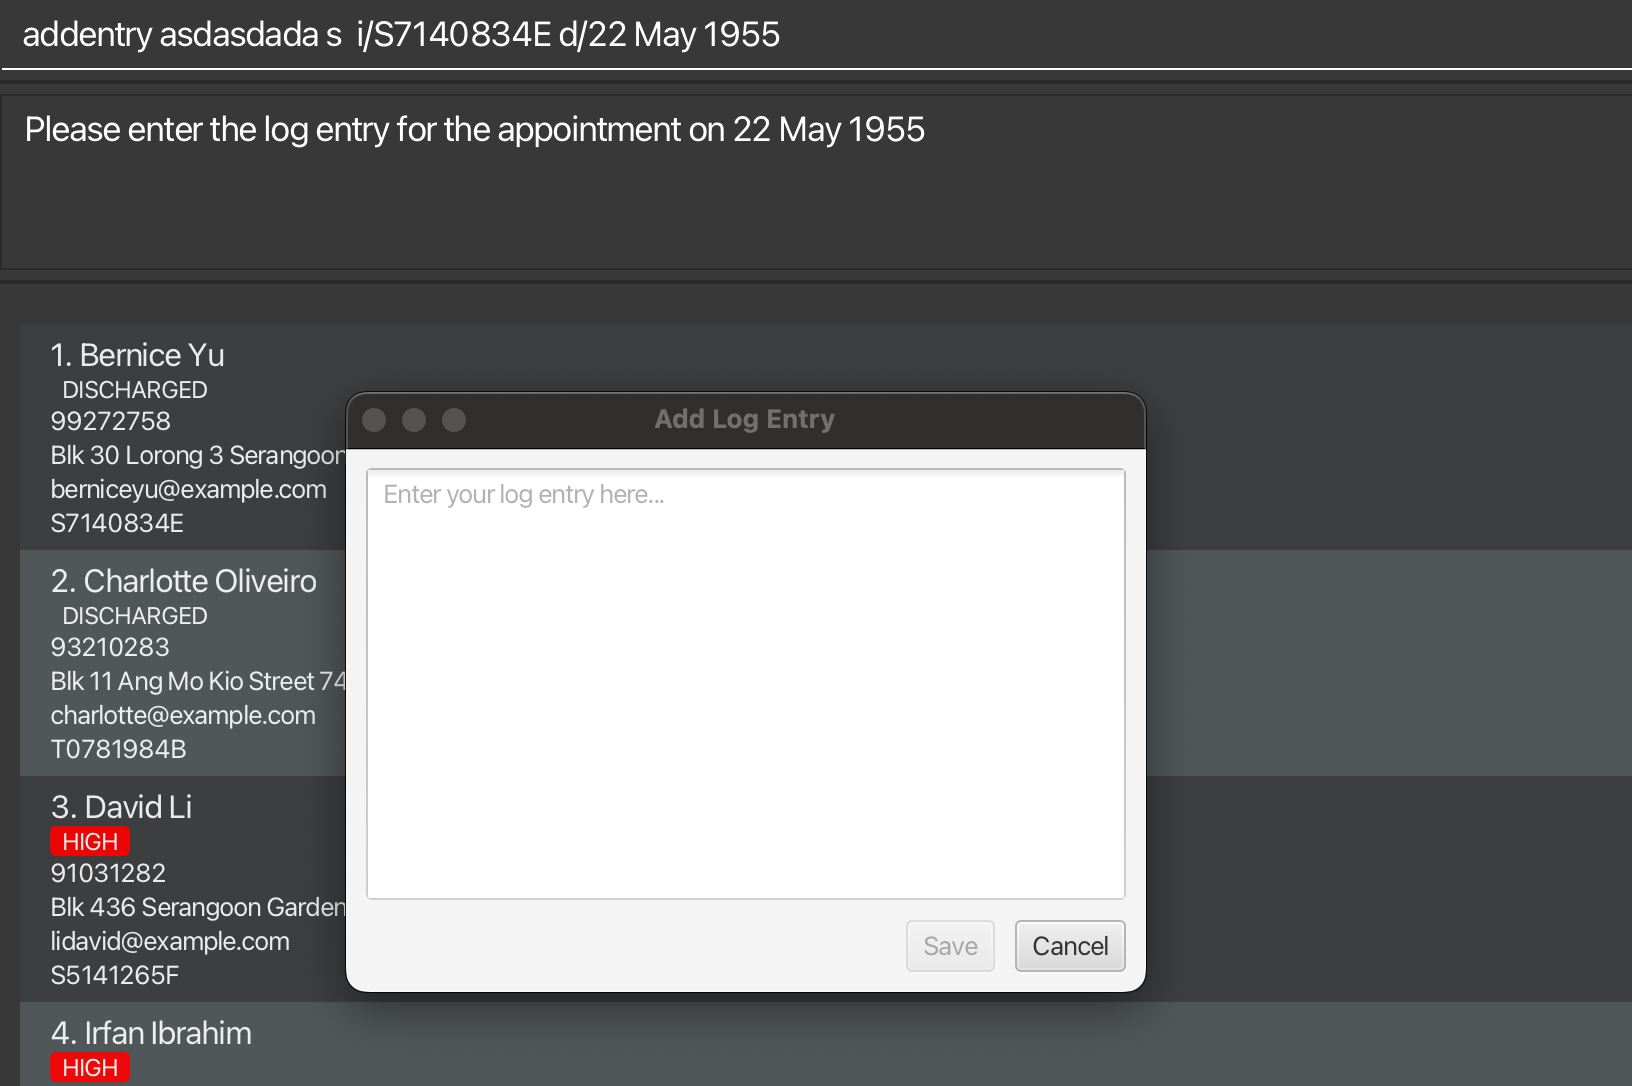 addentry asdasdada s  i/S7140834E d/22 May 1955
Please enter the log entry for the appointment on 22 May 1955
1. Bernice Yu
DISCHARGED
99272758
Blk 30 Lorong 3 Serangoon
berniceyu@example.com
S7140834E
2. Charlotte Oliveiro
DISCHARGED
93210283
Blk 11 Ang Mo Kio Street 74
charlotte@example.com
T0781984B
3. David Li
HIGH
91031282
Blk 436 Serangoon Garden
lidavid@example.com
S5141265F
4. Irfan Ibrahim
HIGH
Add Log Entry
Enter your log entry here...
Save
Cancel